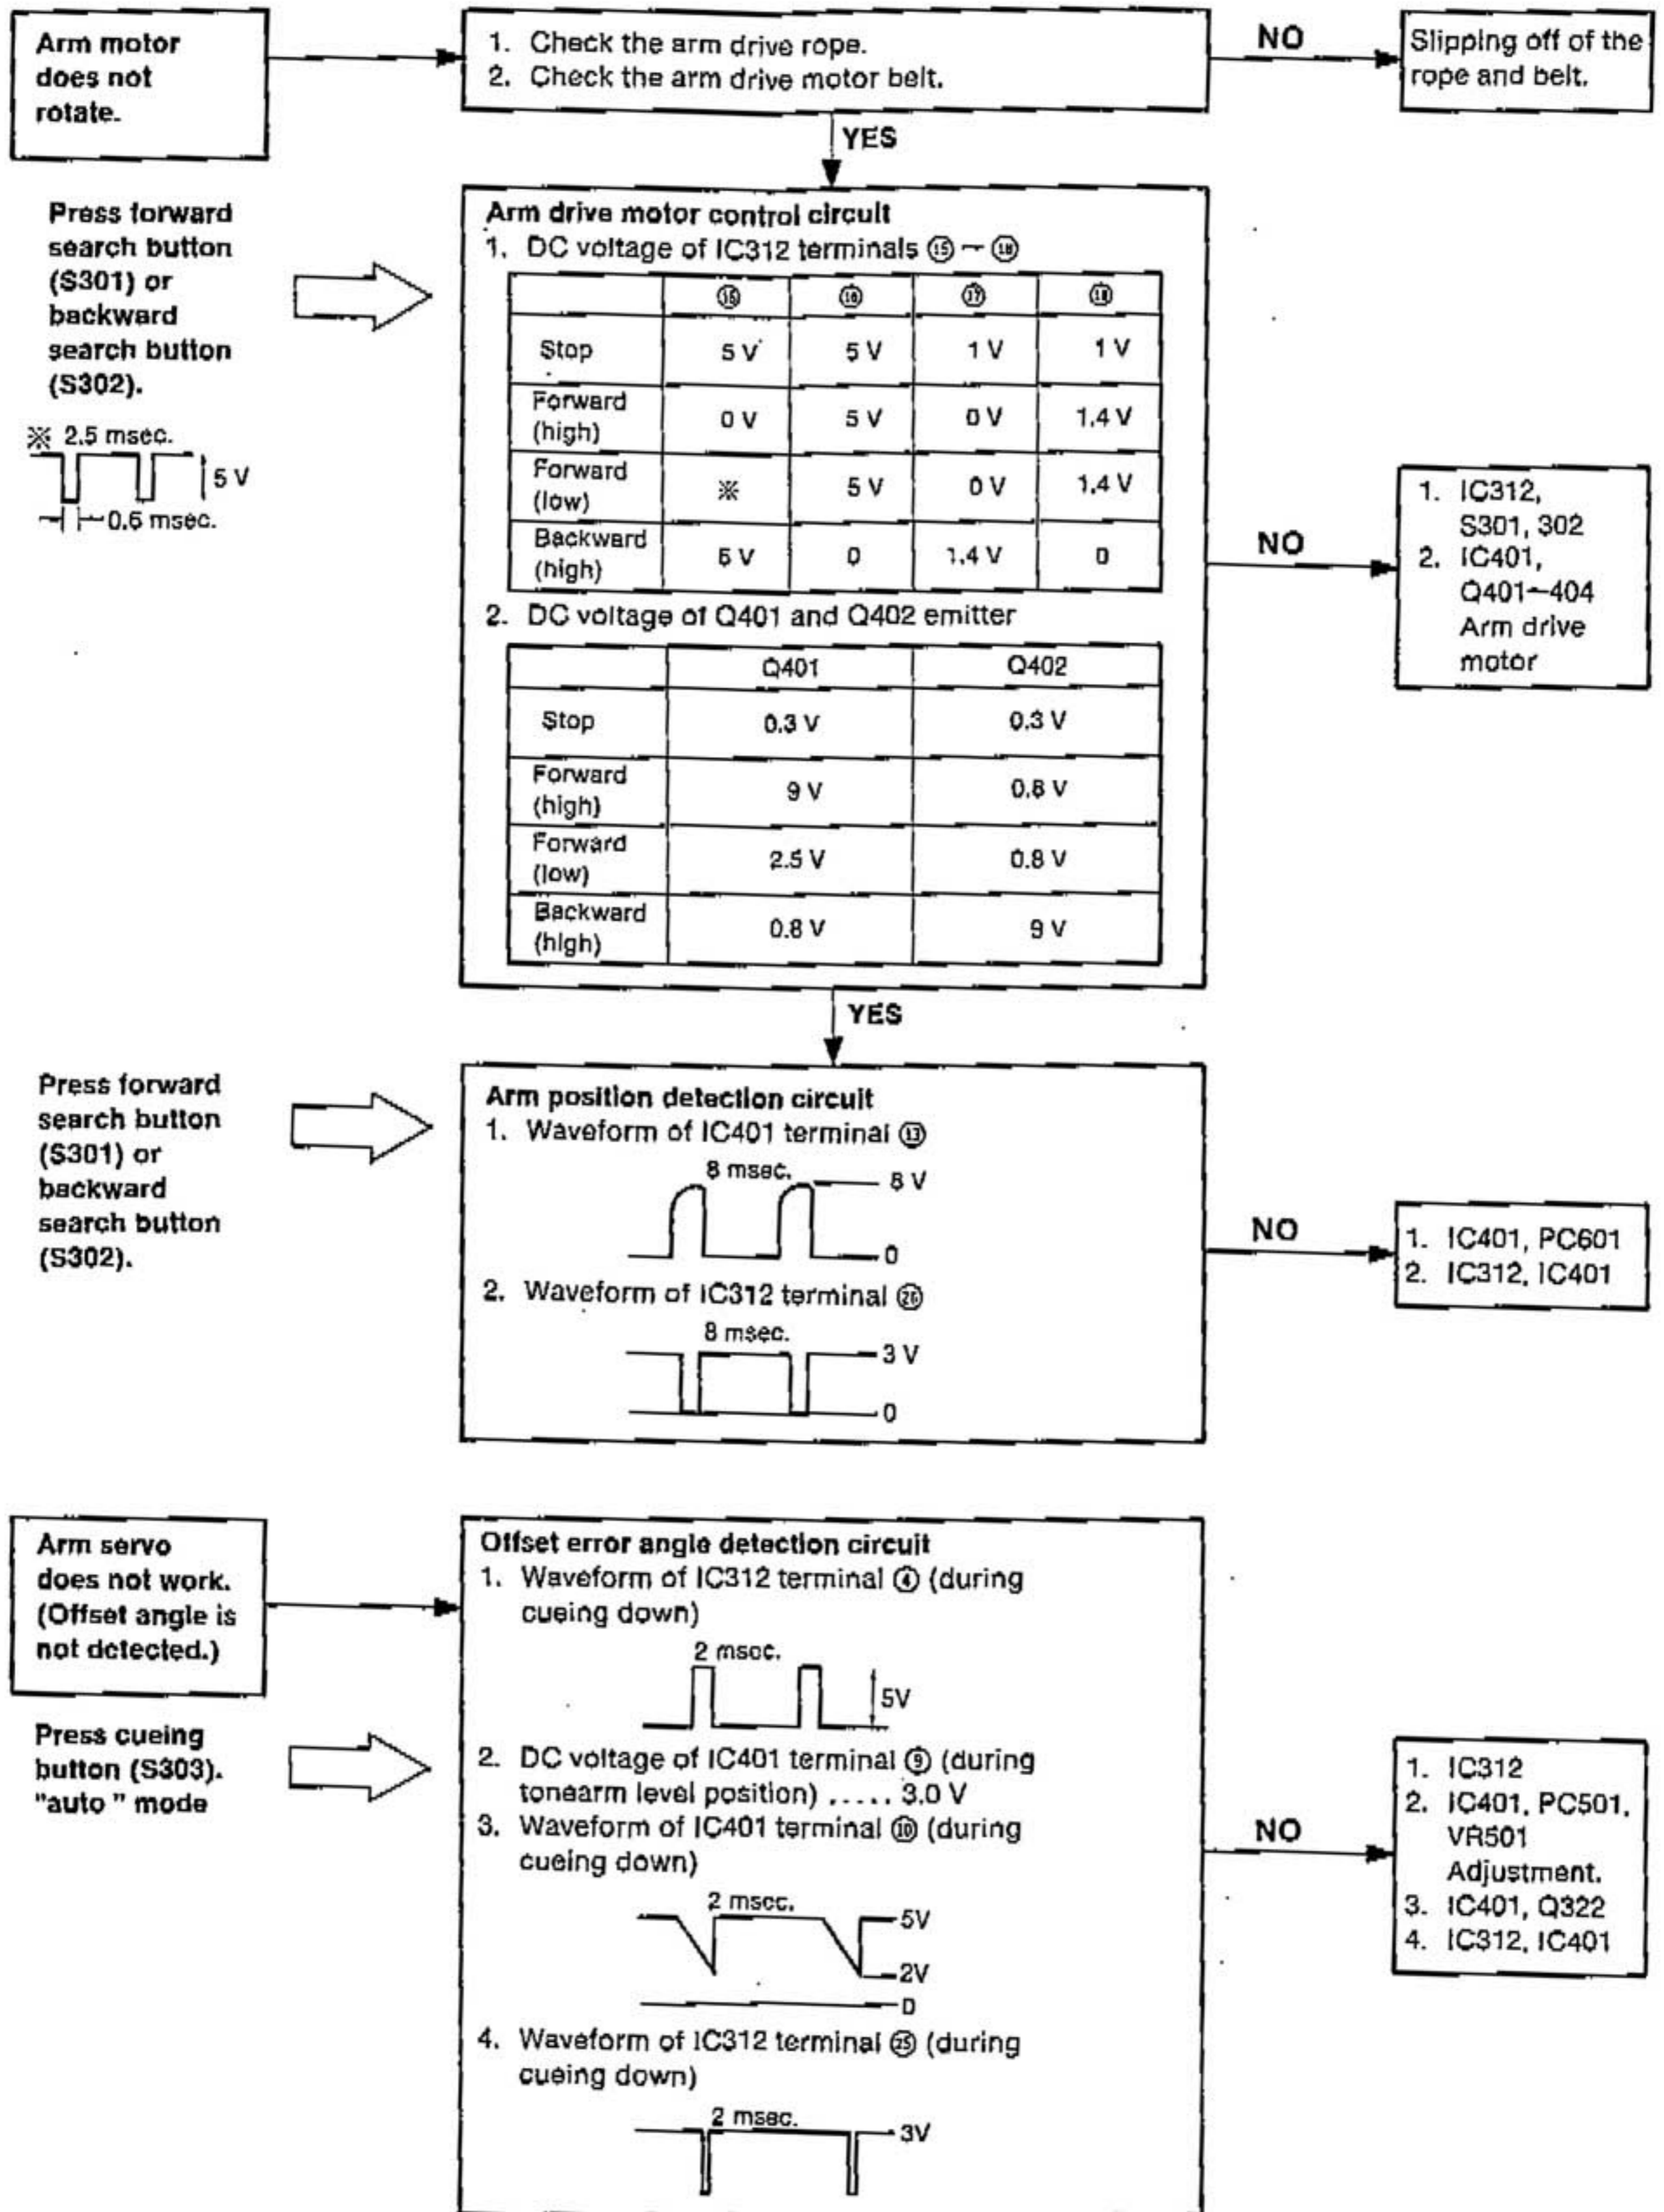 Arm motor
does not
rotate.
1. Check the arm drive rope.
2. Check the arm drive motor belt.
NO
Slipping off of the
rope and belt.
YES
Press forward
search button
(S301) or
backward
search button
(S302).
※ 2.5 msec.
5 V
0.6 msec.
Arm drive motor control circuit
1. DC voltage of IC312 terminals ⑮ ~ ⑱
⑮ ⑯ ⑰ ⑱
Stop 5 V 5 V 1 V 1 V
Forward
(high) 0 V 5 V 0 V 1.4 V
Forward
(low) ※ 5 V 0 V 1.4 V
Backward
(high) 5 V 0 1.4 V 0
2. DC voltage of Q401 and Q402 emitter
Q401 Q402
Stop 0.3 V 0.3 V
Forward
(high) 9 V 0.8 V
Forward
(low) 2.5 V 0.8 V
Backward
(high) 0.8 V 9 V
NO
1. IC312,
S301, 302
2. IC401,
Q401~404
Arm drive
motor
YES
Press forward
search button
(S301) or
backward
search button
(S302).
Arm position detection circuit
1. Waveform of IC401 terminal ⑬
8 msec.
8 V
0
2. Waveform of IC312 terminal ㉖
8 msec.
3 V
0
NO
1. IC401, PC601
2. IC312, IC401
Arm servo
does not work.
(Offset angle is
not detected.)
Press cueing
button (S303).
"auto" mode
Offset error angle detection circuit
1. Waveform of IC312 terminal ④ (during
cueing down)
2 msec.
5V
2. DC voltage of IC401 terminal ⑨ (during
tonearm level position) ..... 3.0 V
3. Waveform of IC401 terminal ⑩ (during
cueing down)
2 msec.
5V
2V
0
4. Waveform of IC312 terminal ㉕ (during
cueing down)
2 msec.
3V
NO
1. IC312
2. IC401, PC501,
VR501
Adjustment.
3. IC401, Q322
4. IC312, IC401